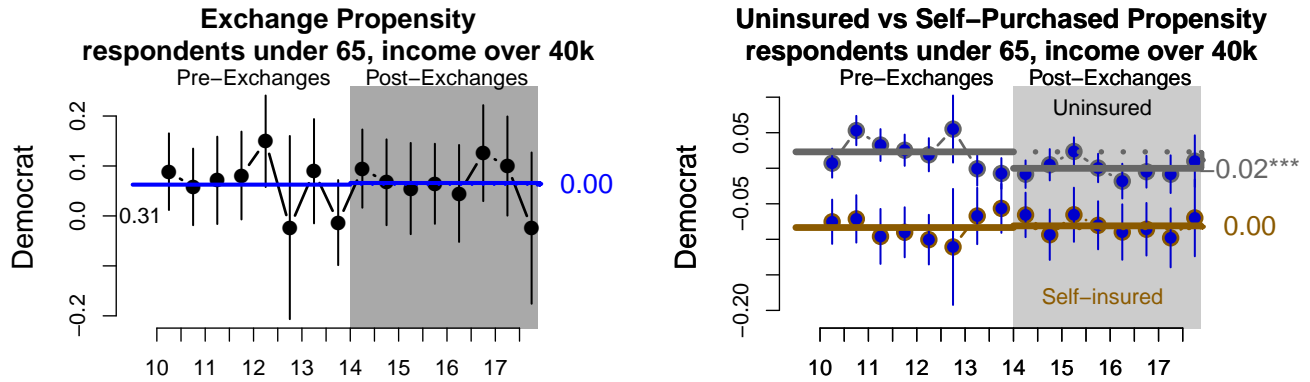 Exchange Propensity
respondents under 65, income over 40k
Pre−Exchanges Post−Exchanges
Democrat
0.2
0.1
0.0
−0.2
0.31
0.00
10 11 12 13 14 15 16 17
Uninsured vs Self−Purchased Propensity
respondents under 65, income over 40k
Pre−Exchanges Post−Exchanges
Democrat
0.05
−0.05
−0.20
Uninsured
−0.02***
0.00
Self−insured
10 11 12 13 14 15 16 17